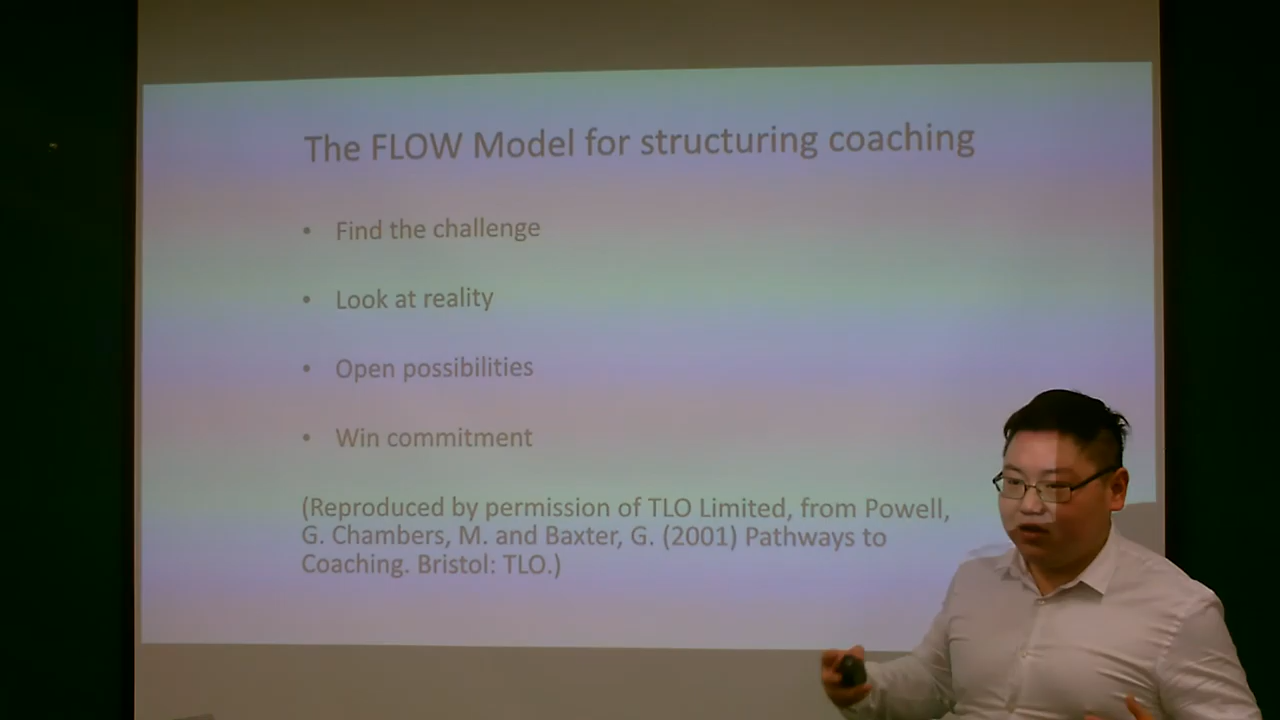 The FLOW Model for structuring coaching
• Find the challenge
• Look at reality
• Open possibilities
• Win commitment
(Reproduced by permission of TLO Limited, from Powell,
G. Chambers, M. and Baxter, G. (2001) Pathways to
Coaching. Bristol: TLO.)